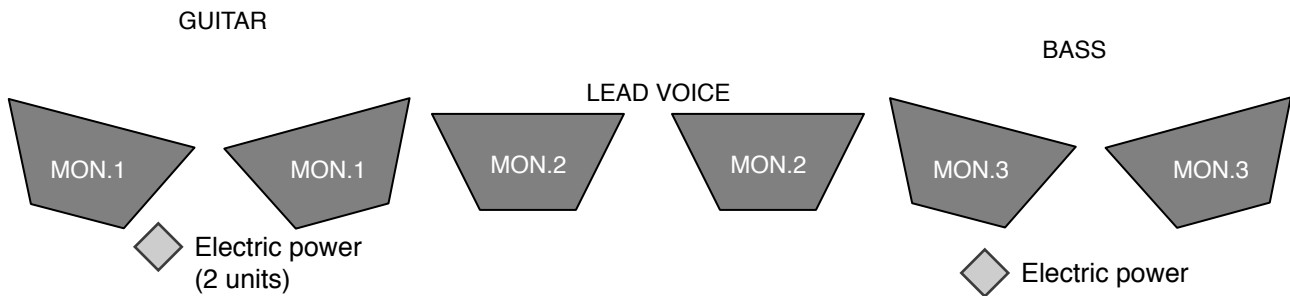 GUITAR
BASS
LEAD VOICE
MON.1
MON.1
MON.2
MON.2
MON.3
MON.3
Electric power
(2 units)
Electric power